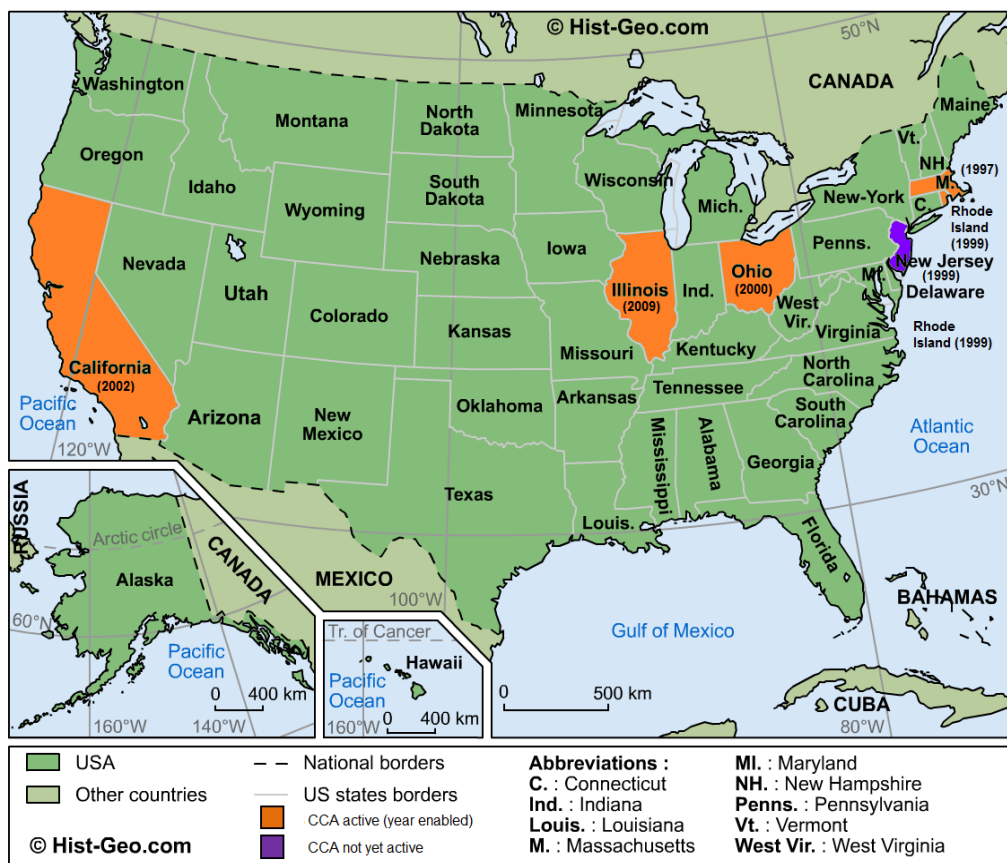 © Hist-Geo.com
50°N
CANADA
Washington
Montana
North
Dakota
Minnesota
Maine
Vt.
Oregon
Idaho
South
Dakota
Wisconsin
NH.
(1997)
M.
Wyoming
Mich.
New-York
C.
Rhode
Island
(1999)
Nevada
Nebraska
Iowa
Penns.
New Jersey
(1999)
Utah
Illinois
(2009)
Ind.
Ohio
(2000)
Ml.
Delaware
Colorado
West
Vir.
Virginia
Rhode
Island (1999)
Kansas
Missouri
Kentucky
California
(2002)
North
Carolina
Tennessee
Pacific
Ocean
Arizona
New
Mexico
Oklahoma
Arkansas
South
Carolina
Atlantic
Ocean
120°W
Mississippi
Alabama
Georgia
30°N
Texas
Louis.
Florida
RUSSIA
Arctic circle
Alaska
CANADA
MEXICO
100°W
BAHAMAS
60°N
Gulf of Mexico
Tr. of Cancer
Pacific
Ocean
Hawaii
Pacific
Ocean
0 400 km
0 400 km
0 500 km
CUBA
160°W
140°W
160°W
80°W
USA
Other countries
© Hist-Geo.com
National borders
US states borders
CCA active (year enabled)
CCA not yet active
Abbreviations :
C. : Connecticut
Ind. : Indiana
Louis. : Louisiana
M. : Massachusetts
Ml. : Maryland
NH. : New Hampshire
Penns. : Pennsylvania
Vt. : Vermont
West Vir. : West Virginia